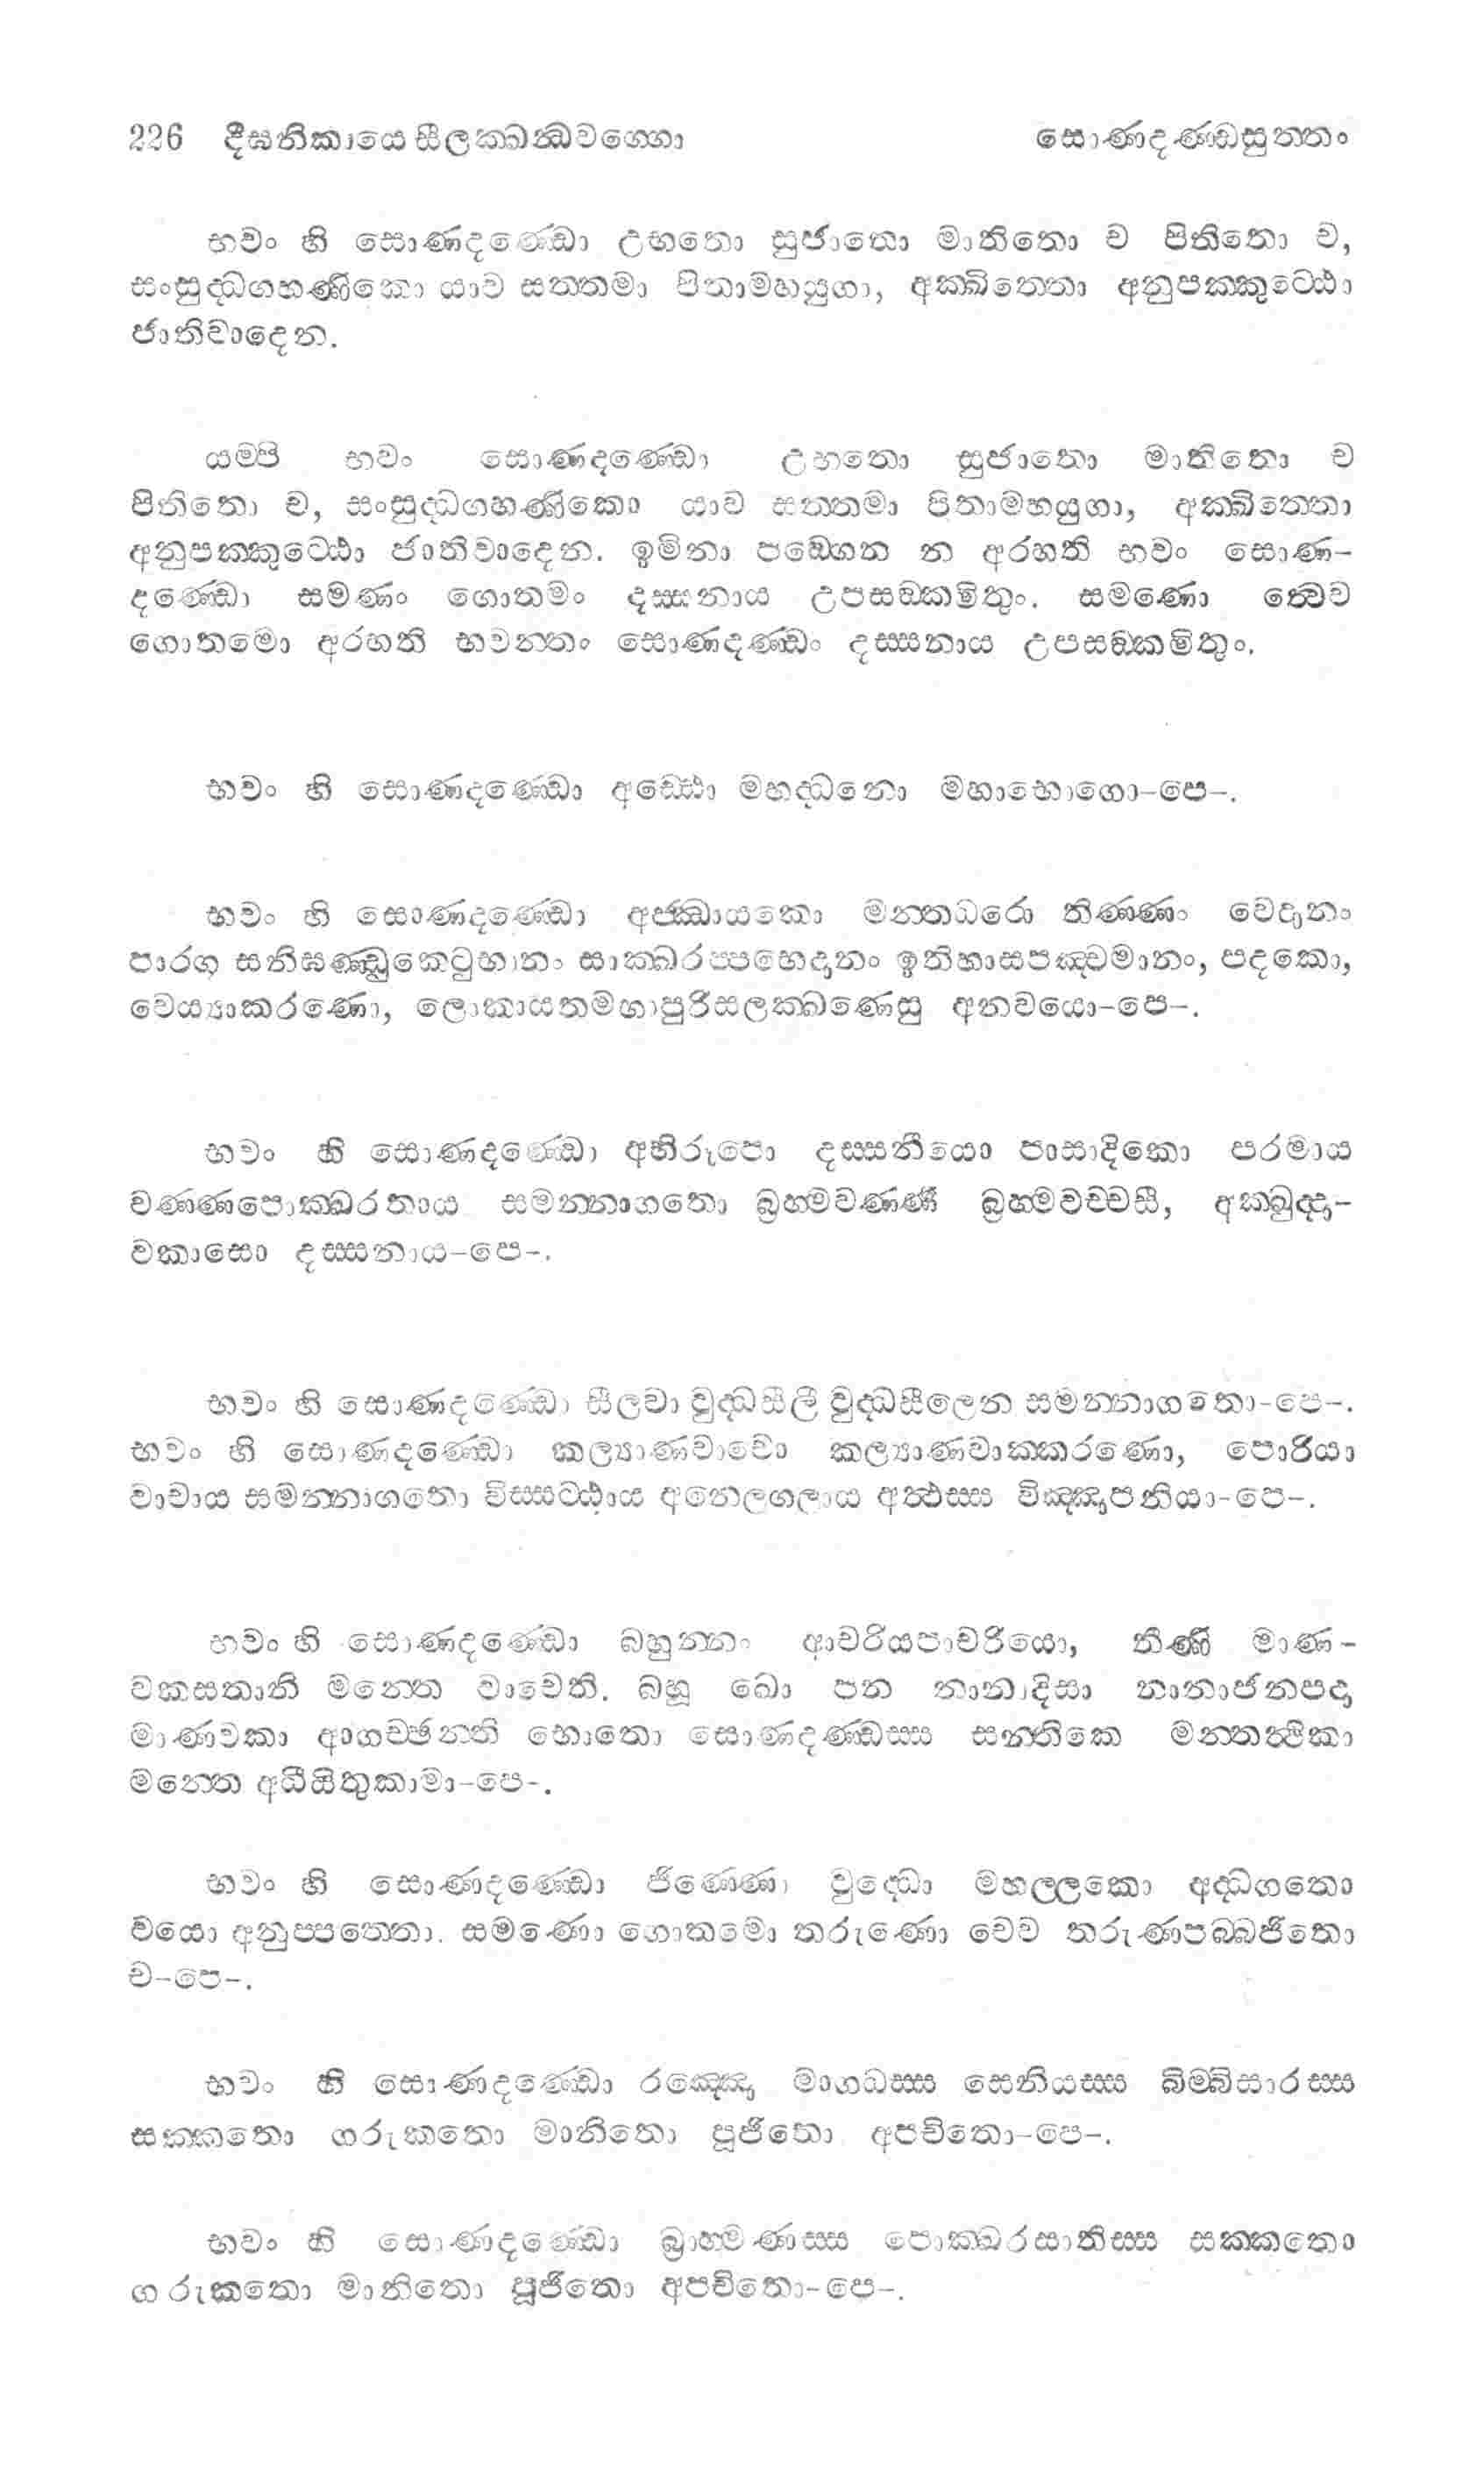 226 දීඝනිකායෙ සීලක්ඛන්ධවග්ගො සොණදණ්ඩසුත්තං
භවං හි සොණදණ්ඩො උභතො සුජාතො මාතිතො ච පිතිතො ච,
සංසුද්ධගහණිකො යාව සත්තමා පිතාමහයුගා, අක්ඛිත්තො අනුපක්කුට්ඨො
ජාතිවාදෙන.
යම්පි භවං සොණදණ්ඩො උභතො සුජාතො මාතිතො ච
පිතිතො ච, සංසුද්ධගහණිකො යාව සත්තමා පිතාමහයුගා, අක්ඛිත්තො
අනුපක්කුට්ඨො ජාතිවාදෙන. ඉමිනා පඞ්ගෙන න අරහති භවං සොණ-
දණ්ඩො සමණං ගොතමං දස්සනාය උපසඞ්කමිතුං. සමණො ත්වෙව
ගොතමො අරහති භවන්තං සොණදණ්ඩං දස්සනාය උපසඞ්කමිතුං.
භවං හි සොණදණ්ඩො අඩ්ඪො මහද්ධනො මහාභොගො-පෙ-.
භවං හි සොණදණ්ඩො අජ්ඣායකො මන්තධරො තිණ්ණං වෙදානං
පාරගූ සනිඝණ්ඩුකෙටුභානං සාක්ඛරප්පභෙදානං ඉතිහාසපඤ්චමානං, පදකො,
වෙය්‍යාකරණො, ලොකායතමහාපුරිසලක්ඛණෙසු අනවයො-පෙ-.
භවං හි සොණදණ්ඩො අභිරූපො දස්සනීයො පාසාදිකො පරමාය
වණ්ණපොක්ඛරතාය සමන්නාගතො බ්‍රහ්මවණ්ණී බ්‍රහ්මවච්චසී, අක්ඛුද්දා-
වකාසො දස්සනාය-පෙ-.
භවං හි සොණදණ්ඩො සීලවා වුද්ධසීලී වුද්ධසීලෙන සමන්නාගතො-පෙ-.
භවං හි සොණදණ්ඩො කල්‍යාණවාචො කල්‍යාණවාක්කරණො, පොරියා
වාචාය සමන්නාගතො විස්සට්ඨාය අනෙලගලාය අත්ථස්ස විඤ්ඤාපනියා-පෙ-.
භවං හි සොණදණ්ඩො බහුන්නං ආචරියපාචරියො, තීණි මාණ-
වකසතානි මන්තෙ වාචෙති. බහූ ඛො පන නානාදිසා නානාජනපදා
මාණවකා ආගච්ඡන්ති භොතො සොණදණ්ඩස්ස සන්තිකෙ මන්තත්ථිකා
මන්තෙ අධීයිතුකාමා-පෙ-.
භවං හි සොණදණ්ඩො ජිණ්ණො වුද්ධො මහල්ලකො අද්ධගතො
වයො අනුප්පත්තො. සමණො ගොතමො තරුණො චෙව තරුණපබ්බජිතො
ච-පෙ-.
භවං හි සොණදණ්ඩො රඤ්ඤො මාගධස්ස සෙනියස්ස බිම්බිසාරස්ස
සක්කතො ගරුකතො මානිතො පූජිතො අපචිතො-පෙ-.
භවං හි සොණදණ්ඩො බ්‍රාහ්මණස්ස පොක්ඛරසාතිස්ස සක්කතො
ගරුකතො මානිතො පූජිතො අපචිතො-පෙ-.